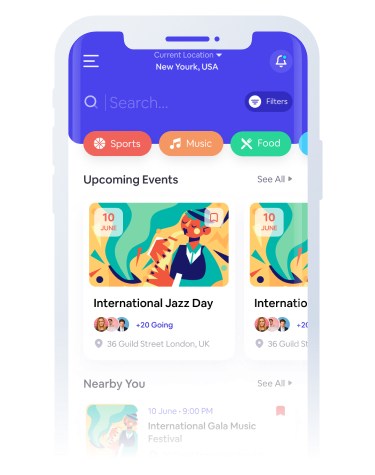 Current Location
New Yourk, USA
Search...
Filters
Sports
Music
Food
Upcoming Events
See All
10
JUNE
10
JUNE
International Jazz Day
Internatio
+20 Going
+20
36 Guild Street London, UK
36 Guild St
Nearby You
See All
10 June - 9:00 PM
International Gala Music
Festival